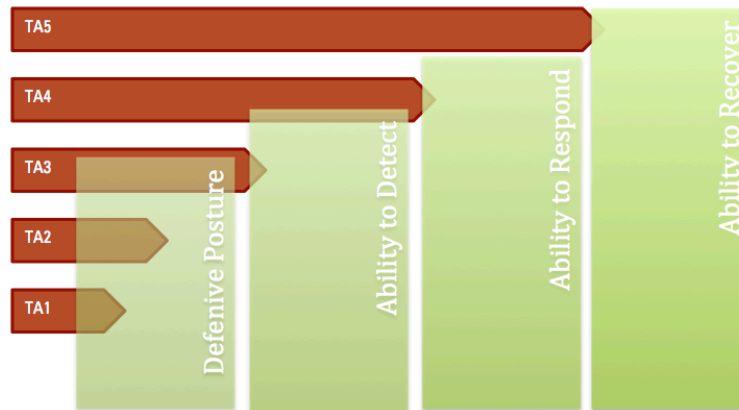 TA5
TA4
TA3
TA2
TA1
Defenive Posture
Ability to Detect
Ability to Respond
Ability to Recover